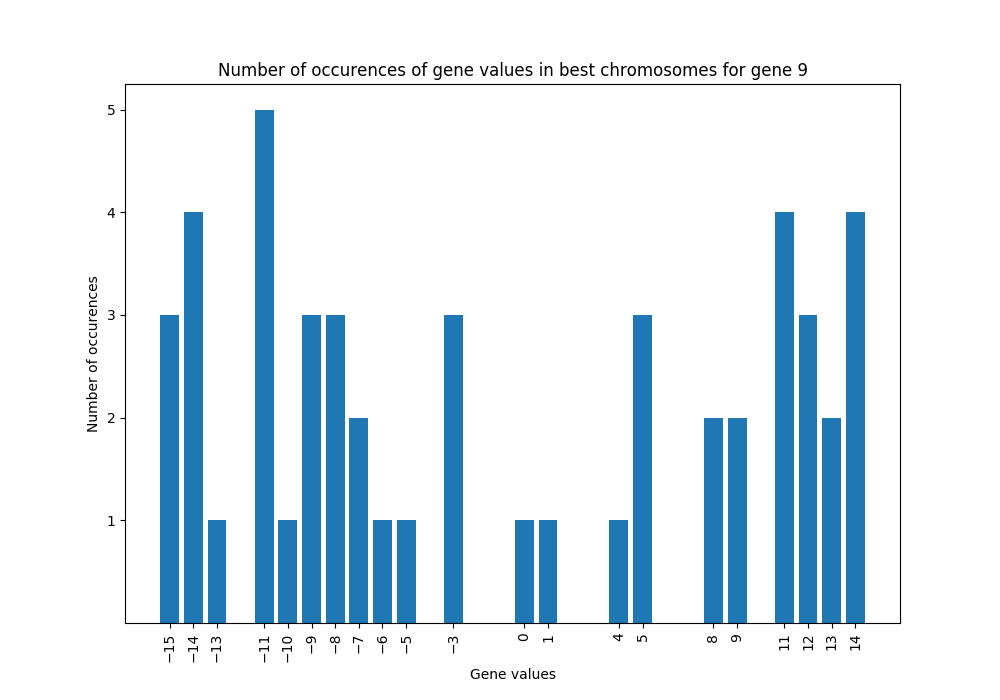 Number of occurences of gene values in best chromosomes for gene 9
5
4
3
2
1
Number of occurences
−15 −14 −13 −11 −10 −9 −8 −7 −6 −5 −3 0 1 4 5 8 9 11 12 13 14
Gene values